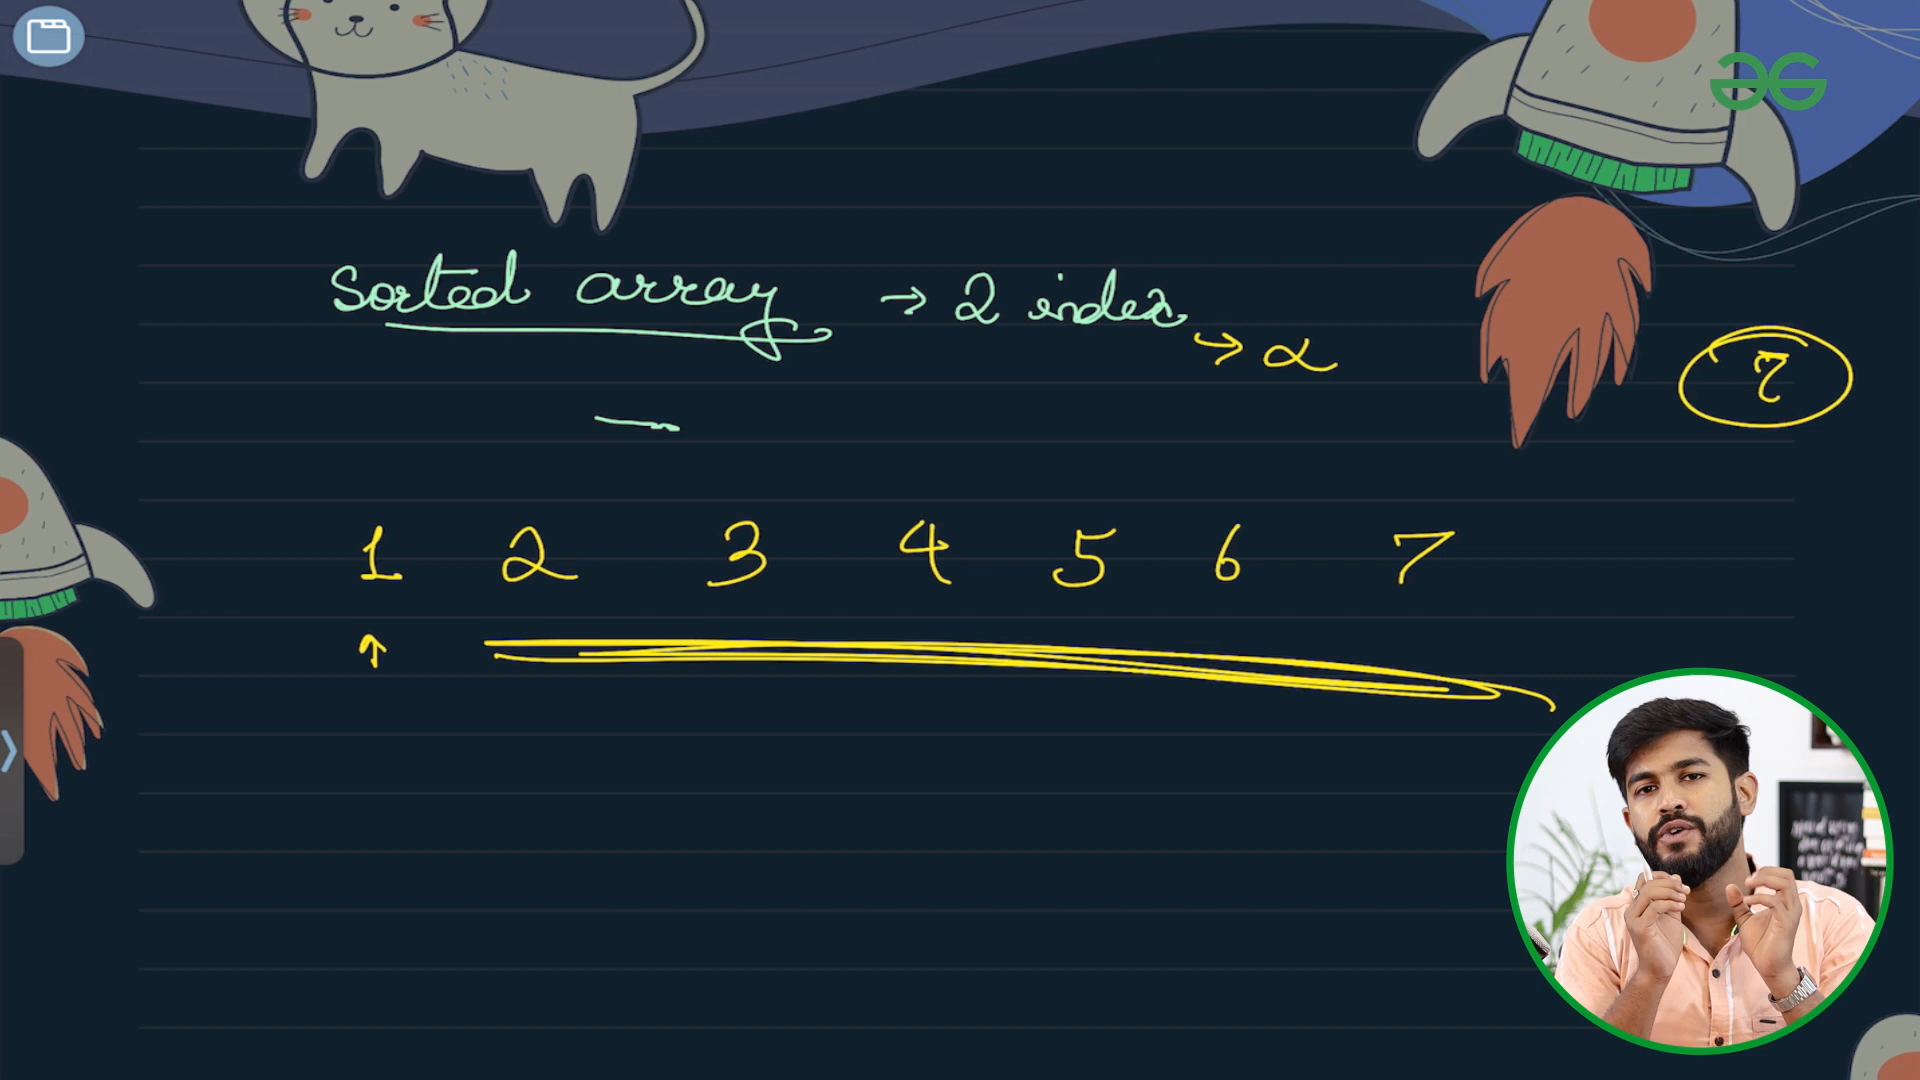 Sorted array → 2 index
→ α
7
1 2 3 4 5 6 7